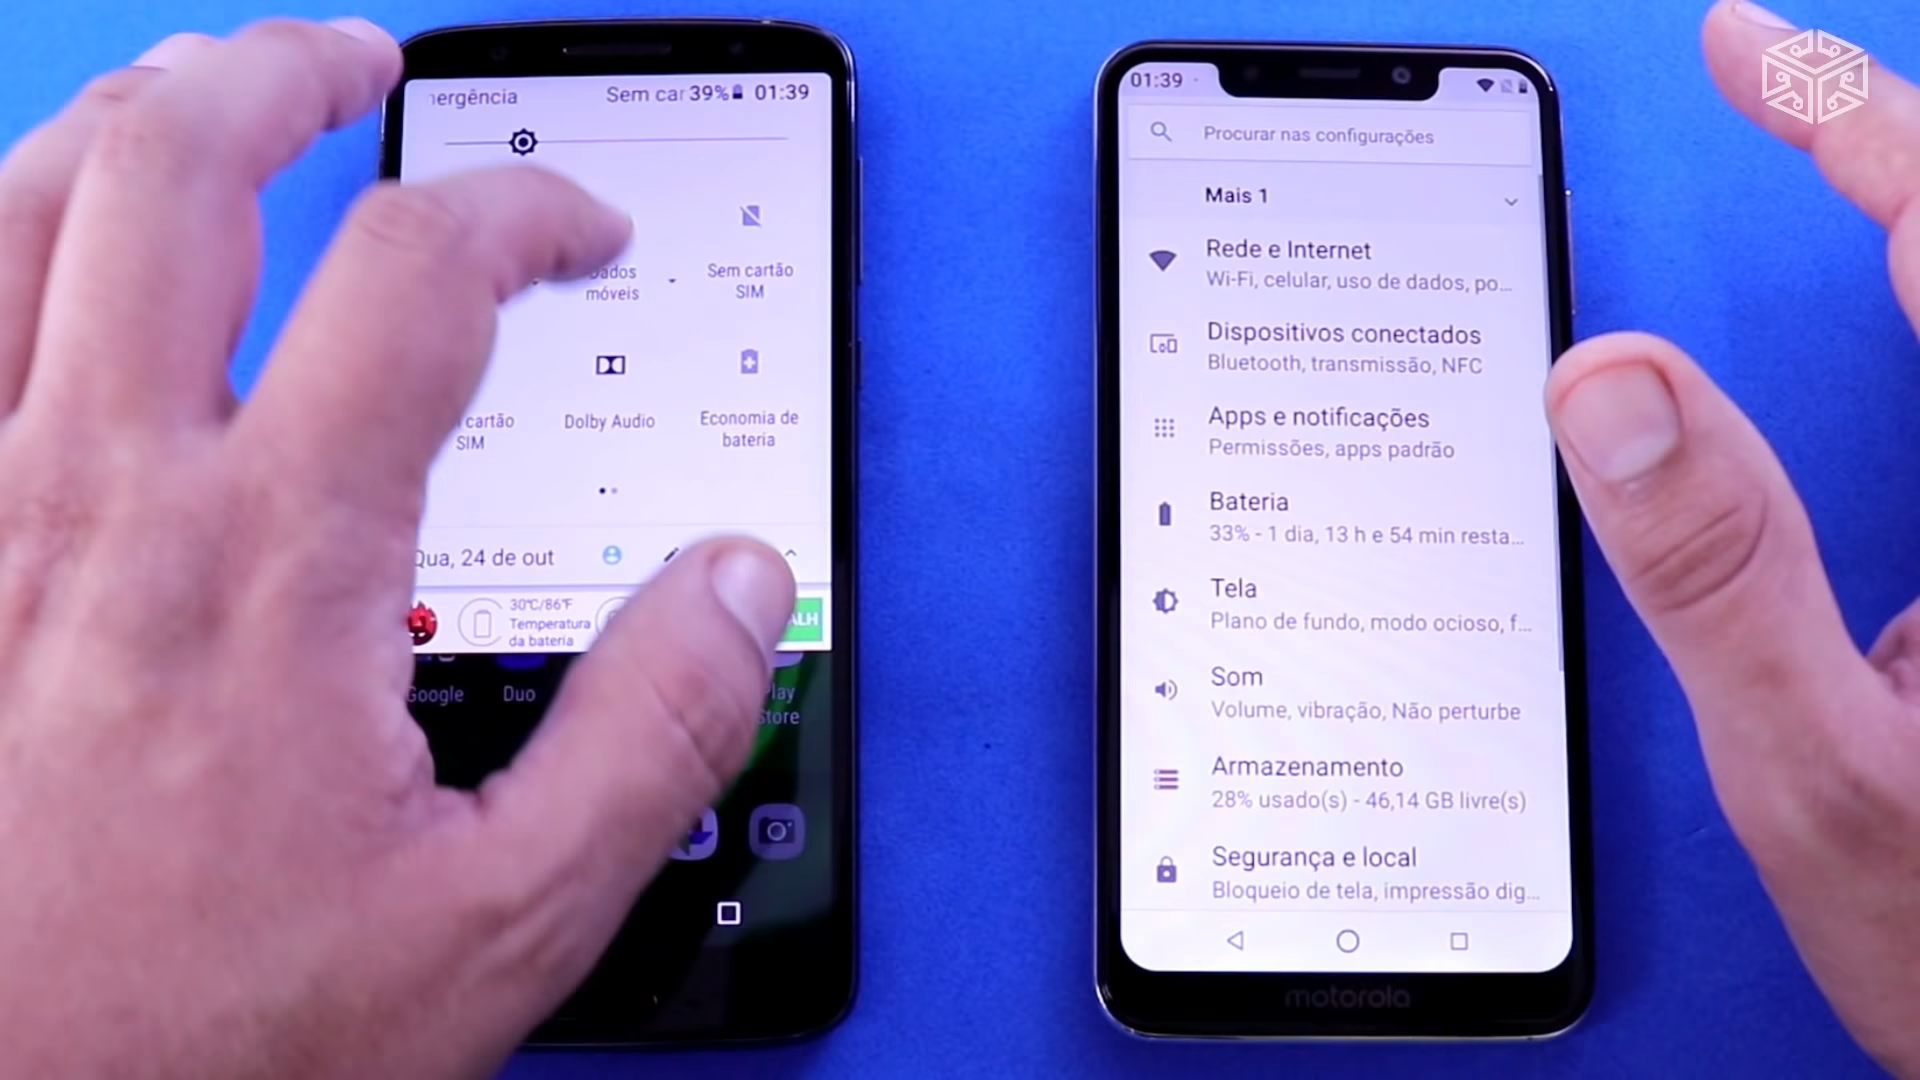 nergência
Sem car 39% 01:39
Dados
móveis
Sem cartão
SIM
cartão
SIM
Dolby Audio
Economia de
bateria
Qua, 24 de out
30°C/86°F
Temperatura
da bateria
ALH
Google
Duo
Play
Store
01:39
Procurar nas configurações
Mais 1
Rede e Internet
Wi-Fi, celular, uso de dados, po...
Dispositivos conectados
Bluetooth, transmissão, NFC
Apps e notificações
Permissões, apps padrão
Bateria
33% - 1 dia, 13 h e 54 min resta...
Tela
Plano de fundo, modo ocioso, f...
Som
Volume, vibração, Não perturbe
Armazenamento
28% usado(s) - 46,14 GB livre(s)
Segurança e local
Bloqueio de tela, impressão dig...
motorola